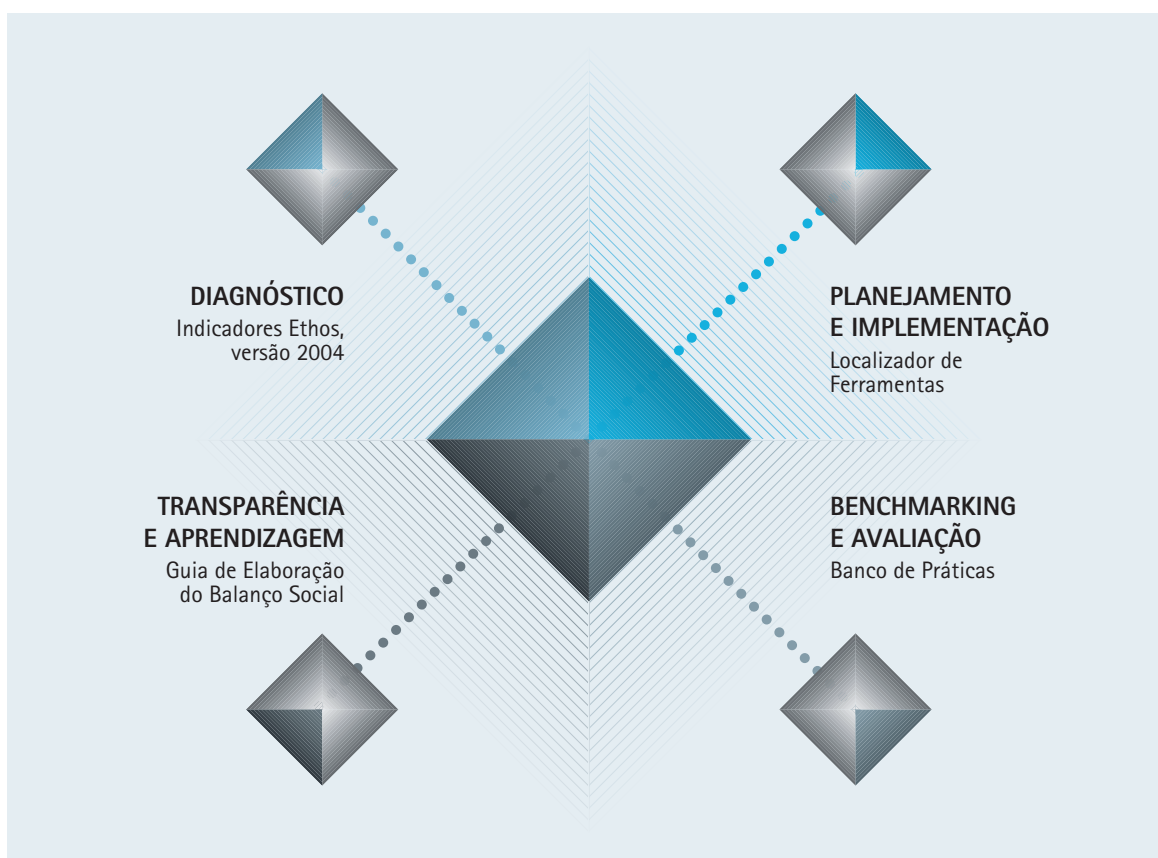 DIAGNÓSTICO
Indicadores Ethos,
versão 2004
PLANEJAMENTO
E IMPLEMENTAÇÃO
Localizador de
Ferramentas
TRANSPARÊNCIA
E APRENDIZAGEM
Guia de Elaboração
do Balanço Social
BENCHMARKING
E AVALIAÇÃO
Banco de Práticas